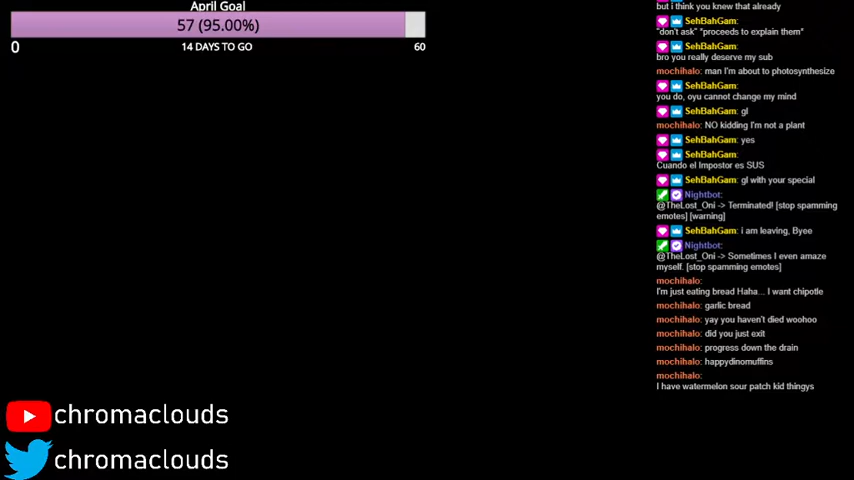 April Goal
57 (95.00%)
0
14 DAYS TO GO
60
but i think you knew that already
SehBahGam:
"don't ask" *proceeds to explain them*
SehBahGam:
bro you really deserve my sub
mochihalo: man I'm about to photosynthesize
SehBahGam:
you do, oyu cannot change my mind
SehBahGam: gl
mochihalo: NO kidding I'm not a plant
SehBahGam: yes
SehBahGam:
Cuando el Impostor es SUS
SehBahGam: gl with your special
Nightbot:
@TheLost_Oni -> Terminated! [stop spamming
emotes] [warning]
SehBahGam: i am leaving, Byee
Nightbot:
@TheLost_Oni -> Sometimes I even amaze
myself. [stop spamming emotes]
mochihalo:
I'm just eating bread Haha... I want chipotle
mochihalo: garlic bread
mochihalo: yay you haven't died woohoo
mochihalo: did you just exit
mochihalo: progress down the drain
mochihalo: happydinomuffins
mochihalo:
I have watermelon sour patch kid thingys
chromaclouds
chromaclouds